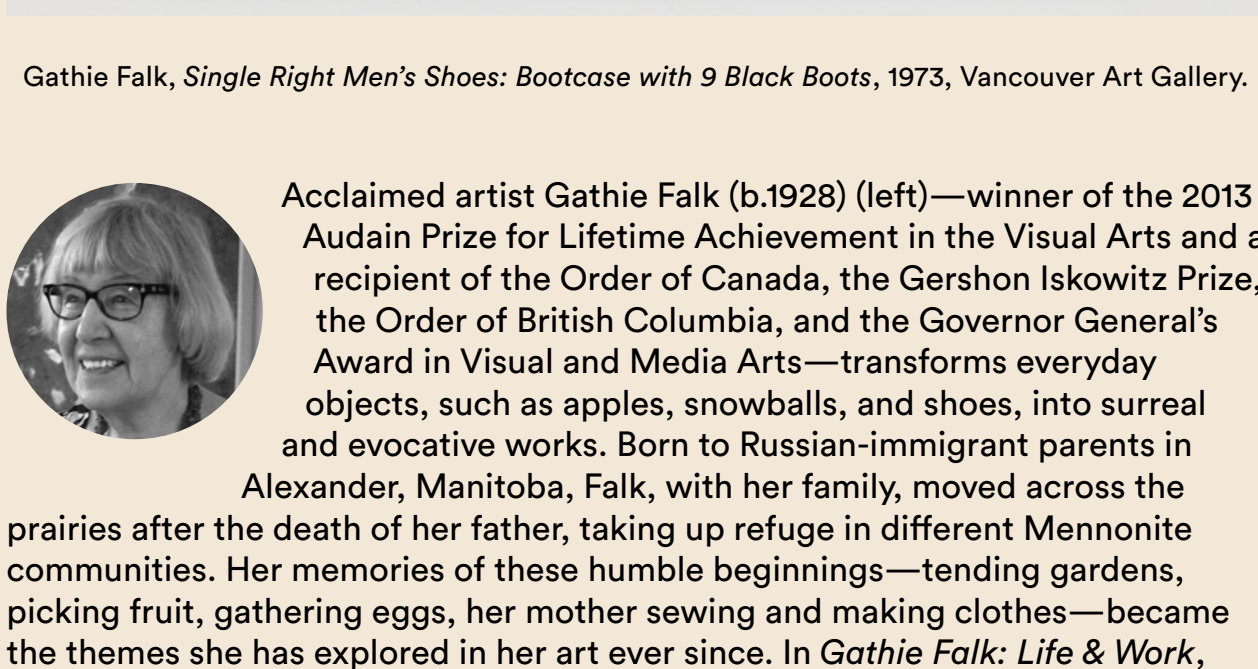 Gathie Falk, Single Right Men’s Shoes: Bootcase with 9 Black Boots, 1973, Vancouver Art Gallery.
Acclaimed artist Gathie Falk (b.1928) (left)—winner of the 2013
Audain Prize for Lifetime Achievement in the Visual Arts and a
recipient of the Order of Canada, the Gershon Iskowitz Prize,
the Order of British Columbia, and the Governor General’s
Award in Visual and Media Arts—transforms everyday
objects, such as apples, snowballs, and shoes, into surreal
and evocative works. Born to Russian-immigrant parents in
Alexander, Manitoba, Falk, with her family, moved across the
prairies after the death of her father, taking up refuge in different Mennonite
communities. Her memories of these humble beginnings—tending gardens,
picking fruit, gathering eggs, her mother sewing and making clothes—became
the themes she has explored in her art ever since. In Gathie Falk: Life & Work,